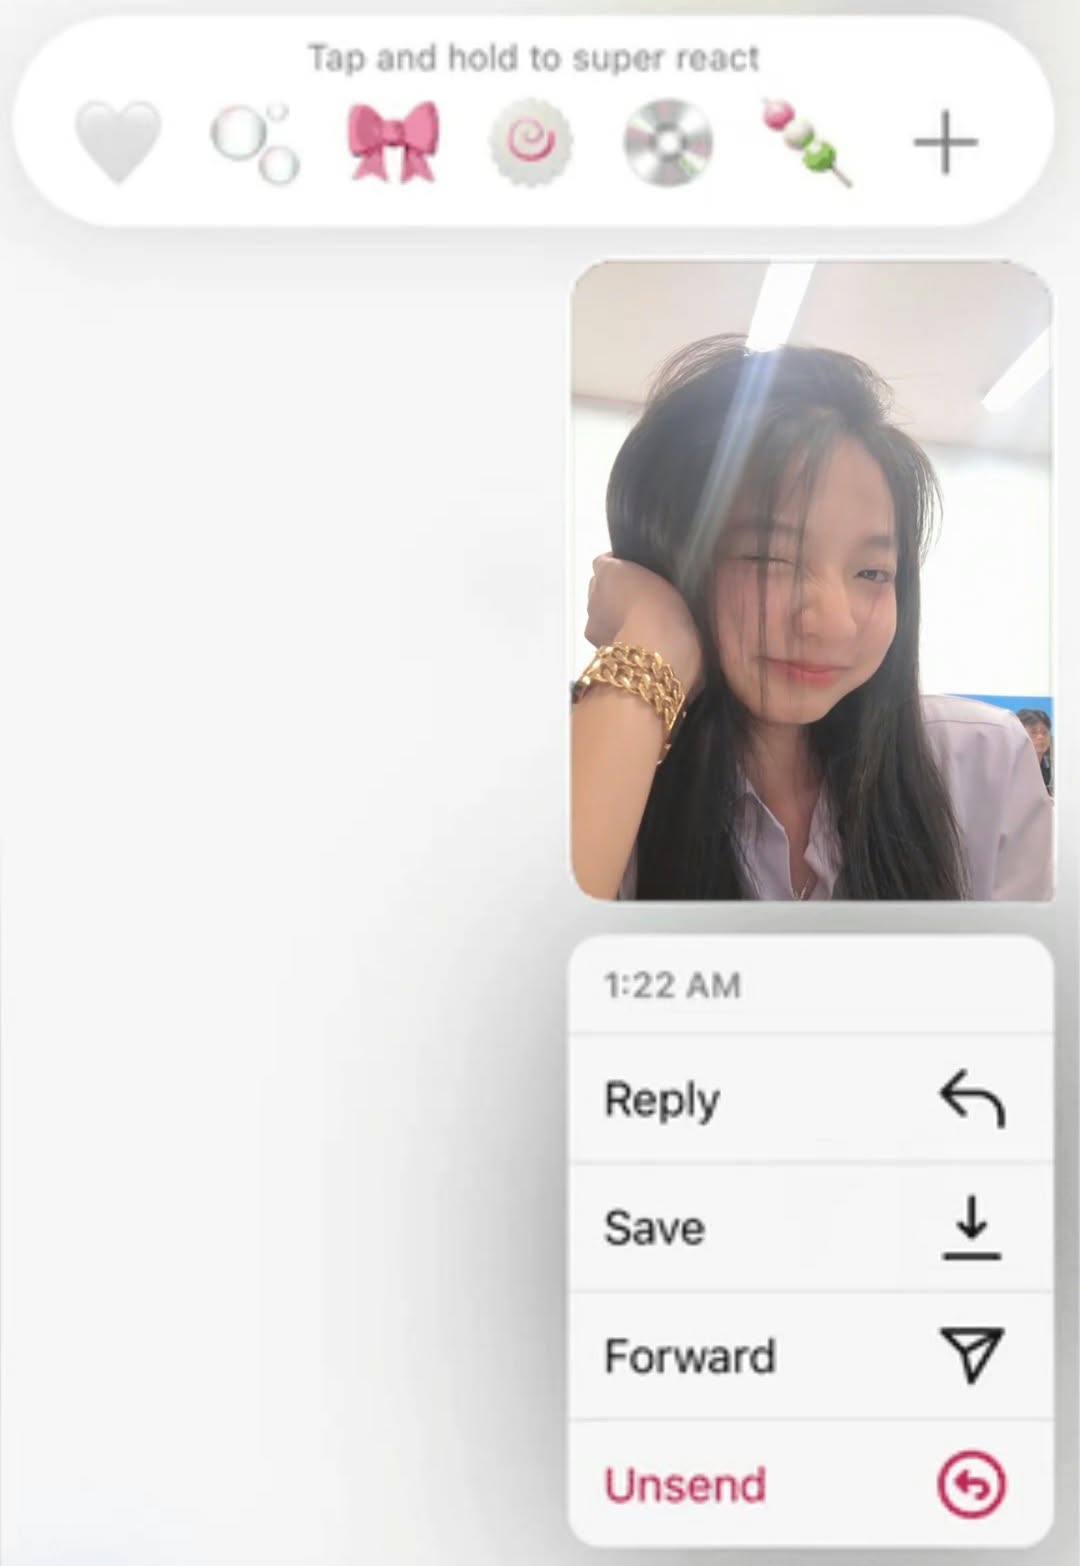 Tap and hold to super react
1:22 AM
Reply
Save
Forward
Unsend